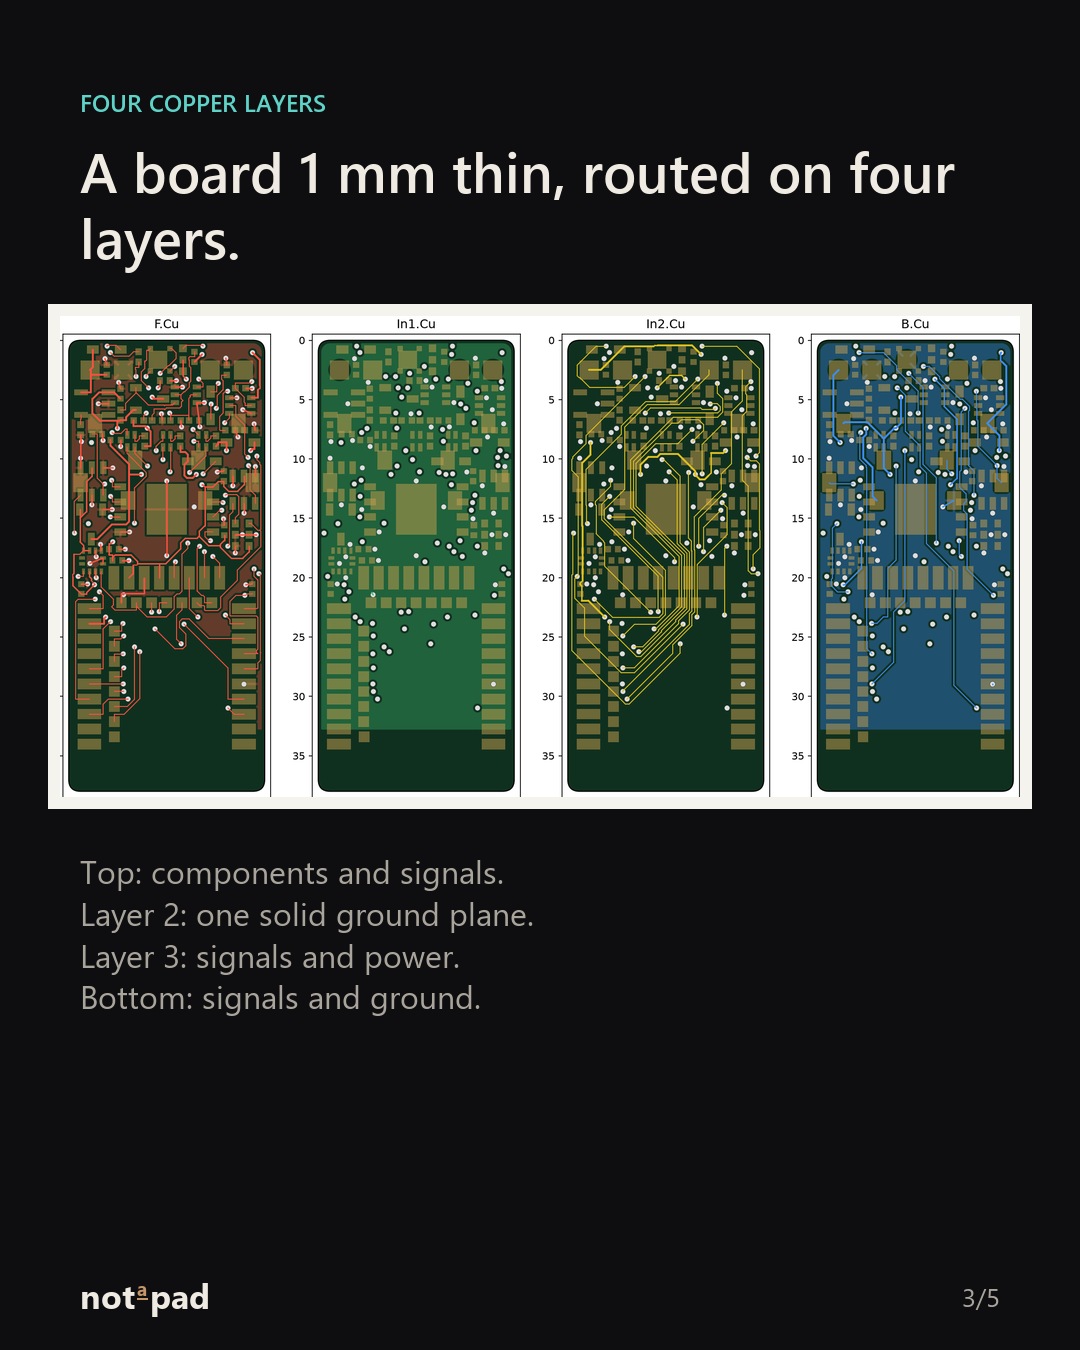 FOUR COPPER LAYERS
A board 1 mm thin, routed on four
layers.
F.Cu
In1.Cu
In2.Cu
B.Cu
0
5
10
15
20
25
30
35
0
5
10
15
20
25
30
35
0
5
10
15
20
25
30
35
Top: components and signals.
Layer 2: one solid ground plane.
Layer 3: signals and power.
Bottom: signals and ground.
notapad
3/5